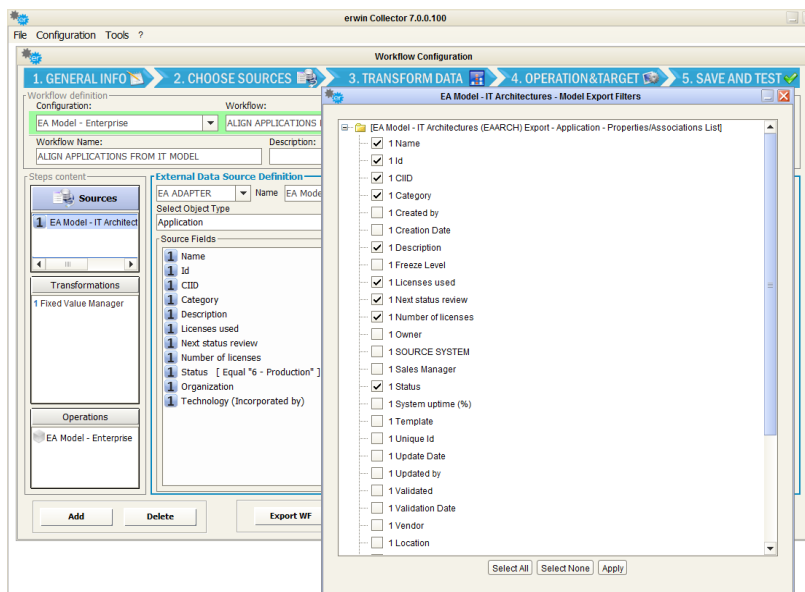 erwin Collector 7.0.0.100
File Configuration Tools ?
Workflow Configuration
1. GENERAL INFO 2. CHOOSE SOURCES 3. TRANSFORM DATA 4. OPERATION&TARGET 5. SAVE AND TEST
Workflow definition
Configuration: Workflow:
EA Model - Enterprise ALIGN APPLICATIONS
Workflow Name: Description:
ALIGN APPLICATIONS FROM IT MODEL
Steps content
Sources
1 EA Model - IT Architect
Transformations
1 Fixed Value Manager
Operations
EA Model - Enterprise
External Data Source Definition
EA ADAPTER Name EA Mode
Select Object Type
Application
Source Fields
1 Name
1 Id
1 CIID
1 Category
1 Description
1 Licenses used
1 Next status review
1 Number of licenses
1 Status [ Equal "6 - Production" ]
1 Organization
1 Technology (Incorporated by)
Add Delete Export WF
EA Model - IT Architectures - Model Export Filters
[EA Model - IT Architectures (EAARCH) Export - Application - Properties/Associations List]
1 Name
1 Id
1 CIID
1 Category
1 Created by
1 Creation Date
1 Description
1 Freeze Level
1 Licenses used
1 Next status review
1 Number of licenses
1 Owner
1 SOURCE SYSTEM
1 Sales Manager
1 Status
1 System uptime (%)
1 Template
1 Unique Id
1 Update Date
1 Updated by
1 Validated
1 Validation Date
1 Vendor
1 Location
Select All Select None Apply